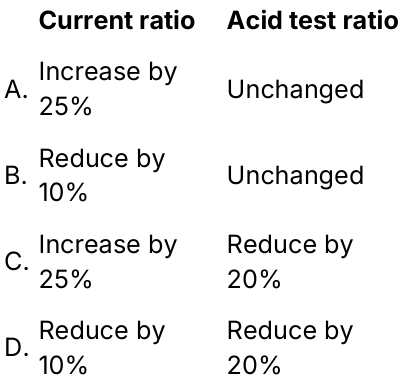 Current ratio Acid test ratio
A. Increase by 25% Unchanged
B. Reduce by 10% Unchanged
C. Increase by 25% Reduce by 20%
D. Reduce by 10% Reduce by 20%